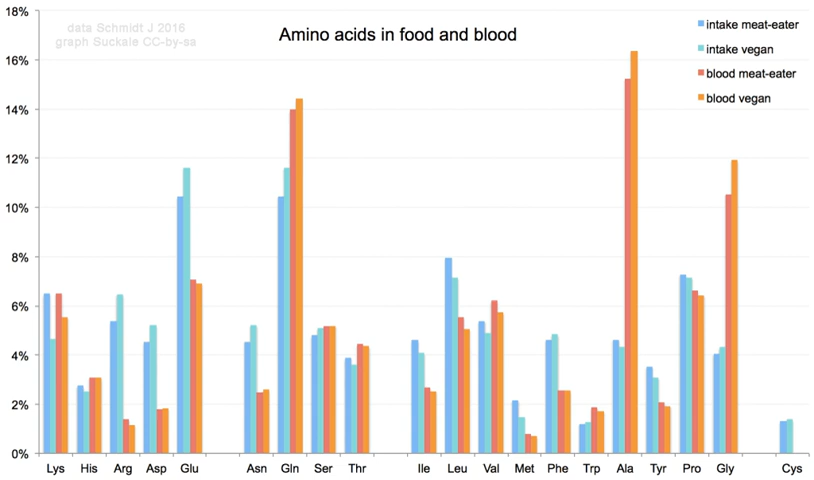 data Schmidt J 2016
graph Suckale CC-by-sa
Amino acids in food and blood
intake meat-eater
intake vegan
blood meat-eater
blood vegan
18%
16%
14%
12%
10%
8%
6%
4%
2%
0%
Lys His Arg Asp Glu Asn Gln Ser Thr Ile Leu Val Met Phe Trp Ala Tyr Pro Gly Cys